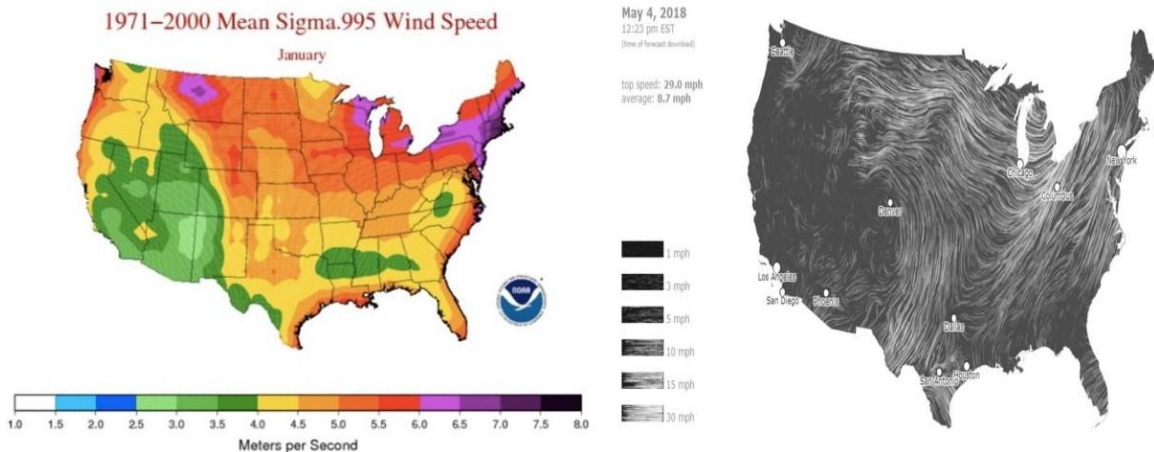 1971–2000 Mean Sigma.995 Wind Speed
January
NOAA
1.0 1.5 2.0 2.5 3.0 3.5 4.0 4.5 5.0 5.5 6.0 6.5 7.0 7.5 8.0
Meters per Second
May 4, 2018
12:23 pm EST
(time of forecast download)
top speed: 29.0 mph
average: 8.7 mph
1 mph
3 mph
5 mph
10 mph
15 mph
30 mph
Seattle
New York
Chicago
Columbus
Denver
Los Angeles
San Diego
Phoenix
Dallas
San Antonio
Houston